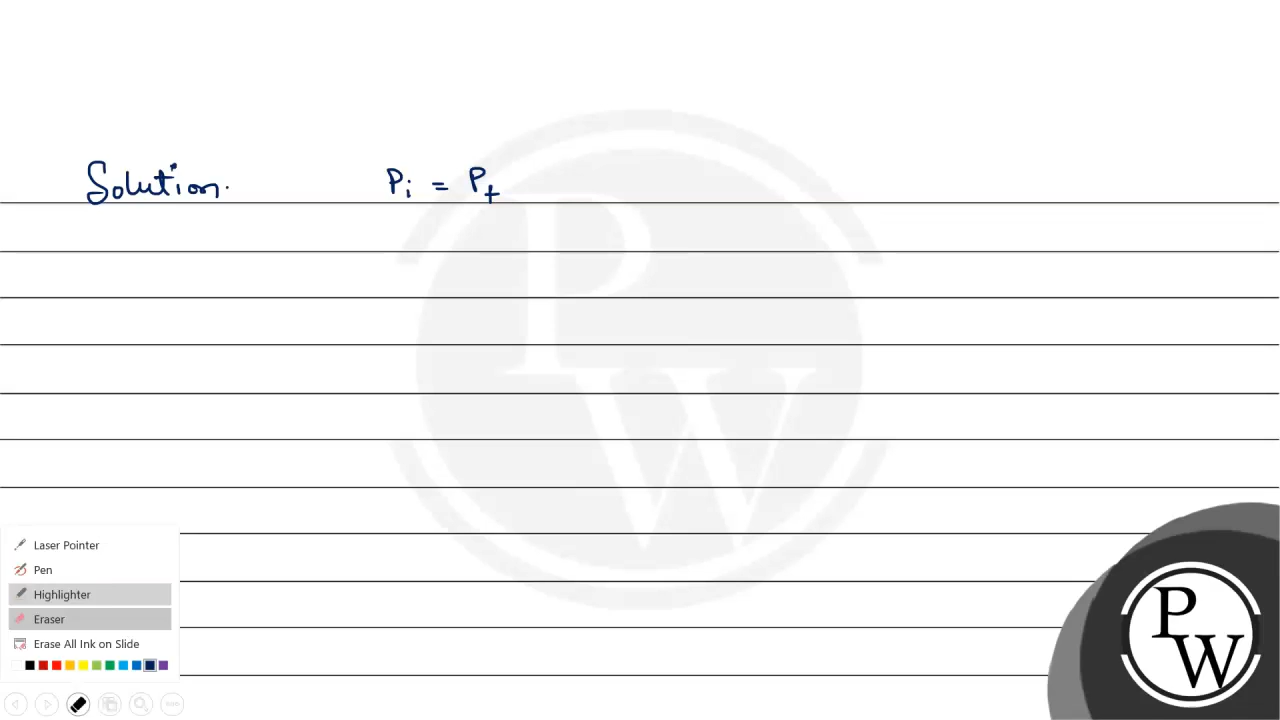 Solution. Pi = Pf
P
W
Laser Pointer
Pen
Highlighter
Eraser
Erase All Ink on Slide
P
W